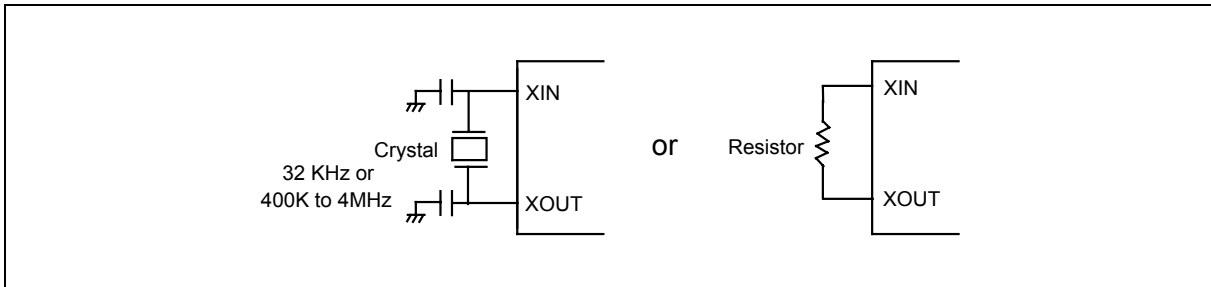 XIN
Crystal
32 KHz or
400K to 4MHz
XOUT
or
XIN
Resistor
XOUT